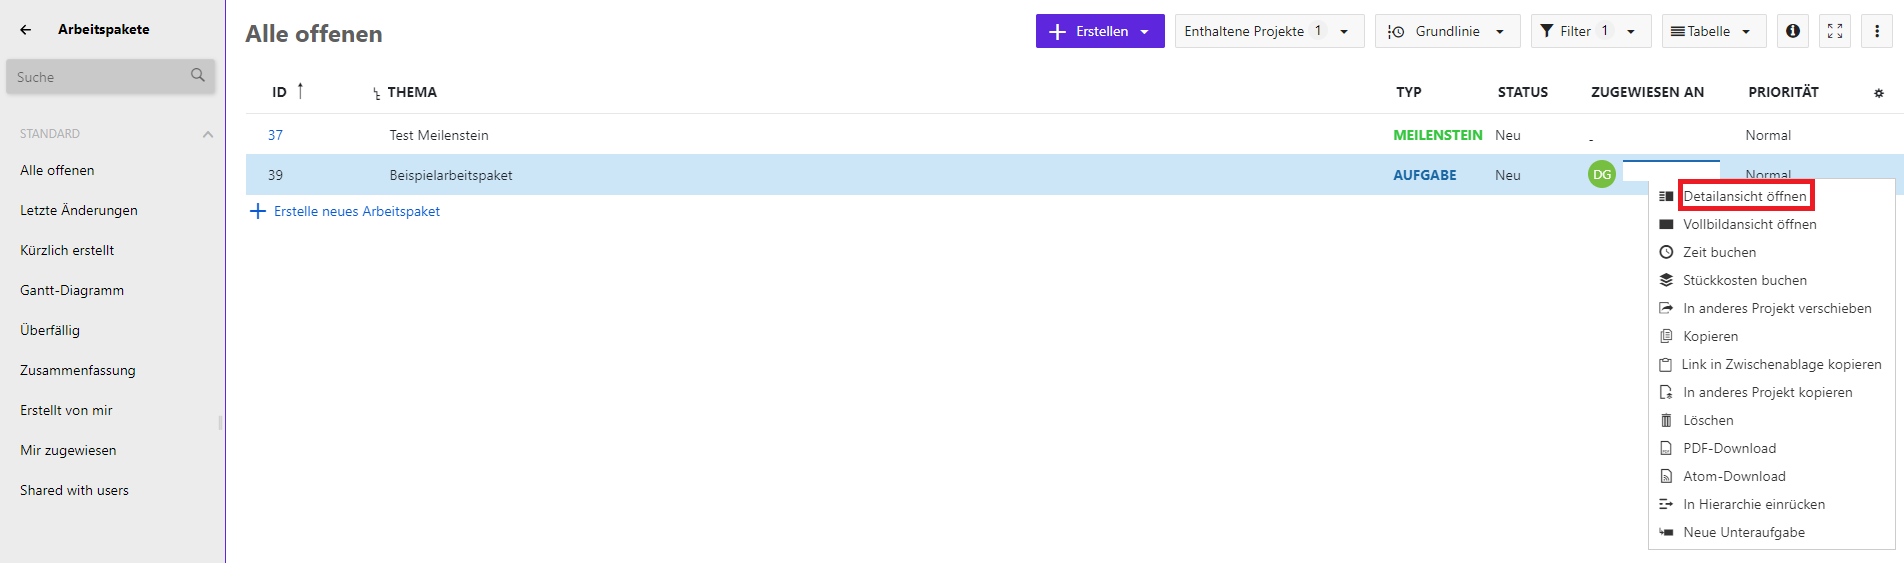 Arbeitspakete
Suche
STANDARD
Alle offenen
Letzte Änderungen
Kürzlich erstellt
Gantt-Diagramm
Überfällig
Zusammenfassung
Erstellt von mir
Mir zugewiesen
Shared with users
Alle offenen
Erstellen
Enthaltene Projekte 1
Grundlinie
Filter 1
Tabelle
ID THEMA TYP STATUS ZUGEWIESEN AN PRIORITÄT
37 Test Meilenstein MEILENSTEIN Neu - Normal
39 Beispielarbeitspaket AUFGABE Neu DG Normal
Erstelle neues Arbeitspaket
Detailansicht öffnen
Vollbildansicht öffnen
Zeit buchen
Stückkosten buchen
In anderes Projekt verschieben
Kopieren
Link in Zwischenablage kopieren
In anderes Projekt kopieren
Löschen
PDF-Download
Atom-Download
In Hierarchie einrücken
Neue Unteraufgabe